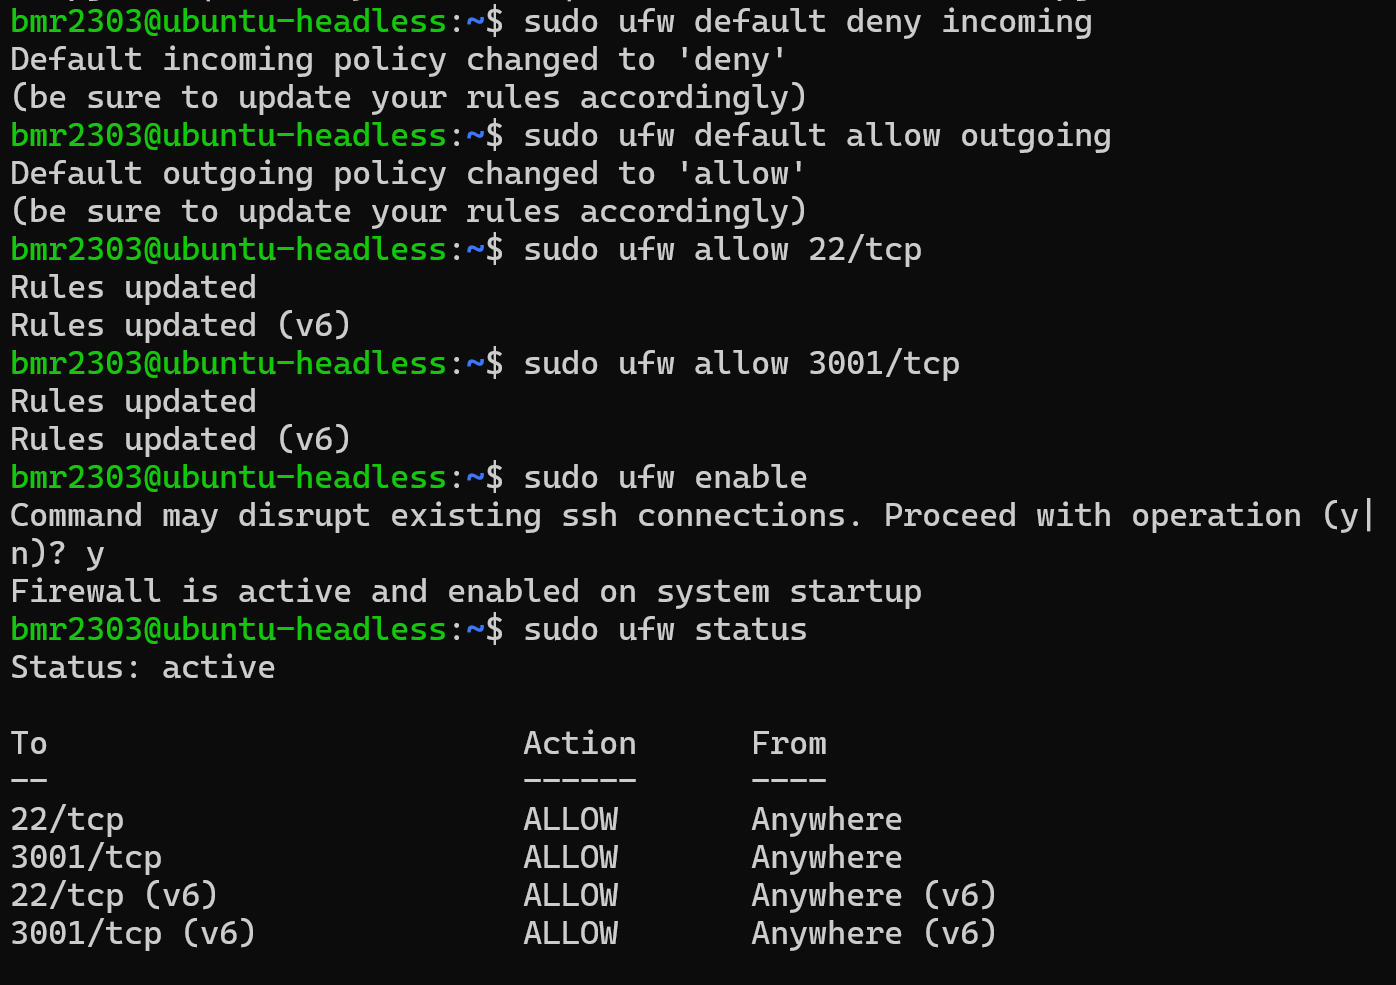 bmr2303@ubuntu-headless:~$ sudo ufw default deny incoming
Default incoming policy changed to 'deny'
(be sure to update your rules accordingly)
bmr2303@ubuntu-headless:~$ sudo ufw default allow outgoing
Default outgoing policy changed to 'allow'
(be sure to update your rules accordingly)
bmr2303@ubuntu-headless:~$ sudo ufw allow 22/tcp
Rules updated
Rules updated (v6)
bmr2303@ubuntu-headless:~$ sudo ufw allow 3001/tcp
Rules updated
Rules updated (v6)
bmr2303@ubuntu-headless:~$ sudo ufw enable
Command may disrupt existing ssh connections. Proceed with operation (y|
n)? y
Firewall is active and enabled on system startup
bmr2303@ubuntu-headless:~$ sudo ufw status
Status: active

To                         Action      From
--                         ------      ----
22/tcp                     ALLOW       Anywhere
3001/tcp                   ALLOW       Anywhere
22/tcp (v6)                ALLOW       Anywhere (v6)
3001/tcp (v6)              ALLOW       Anywhere (v6)